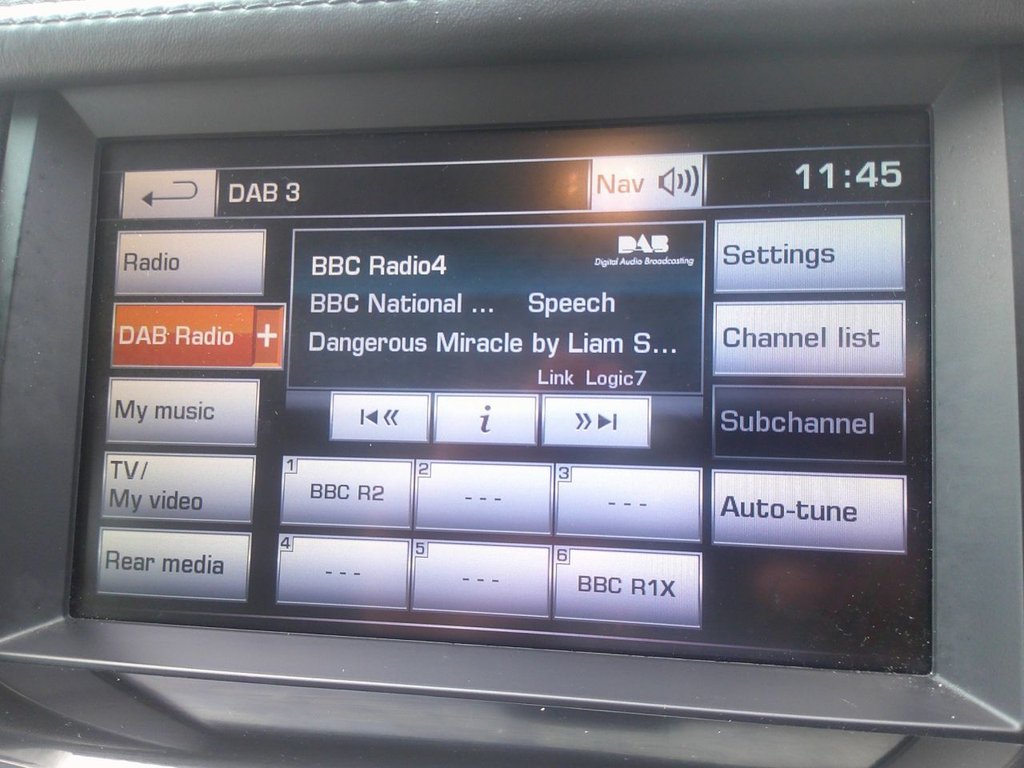 DAB 3
Nav
11:45
Radio
DAB Radio +
My music
TV/
My video
Rear media
DAB
Digital Audio Broadcasting
BBC Radio4
BBC National ... Speech
Dangerous Miracle by Liam S...
Link Logic7
i
1 BBC R2
2 ---
3 ---
4 ---
5 ---
6 BBC R1X
Settings
Channel list
Subchannel
Auto-tune